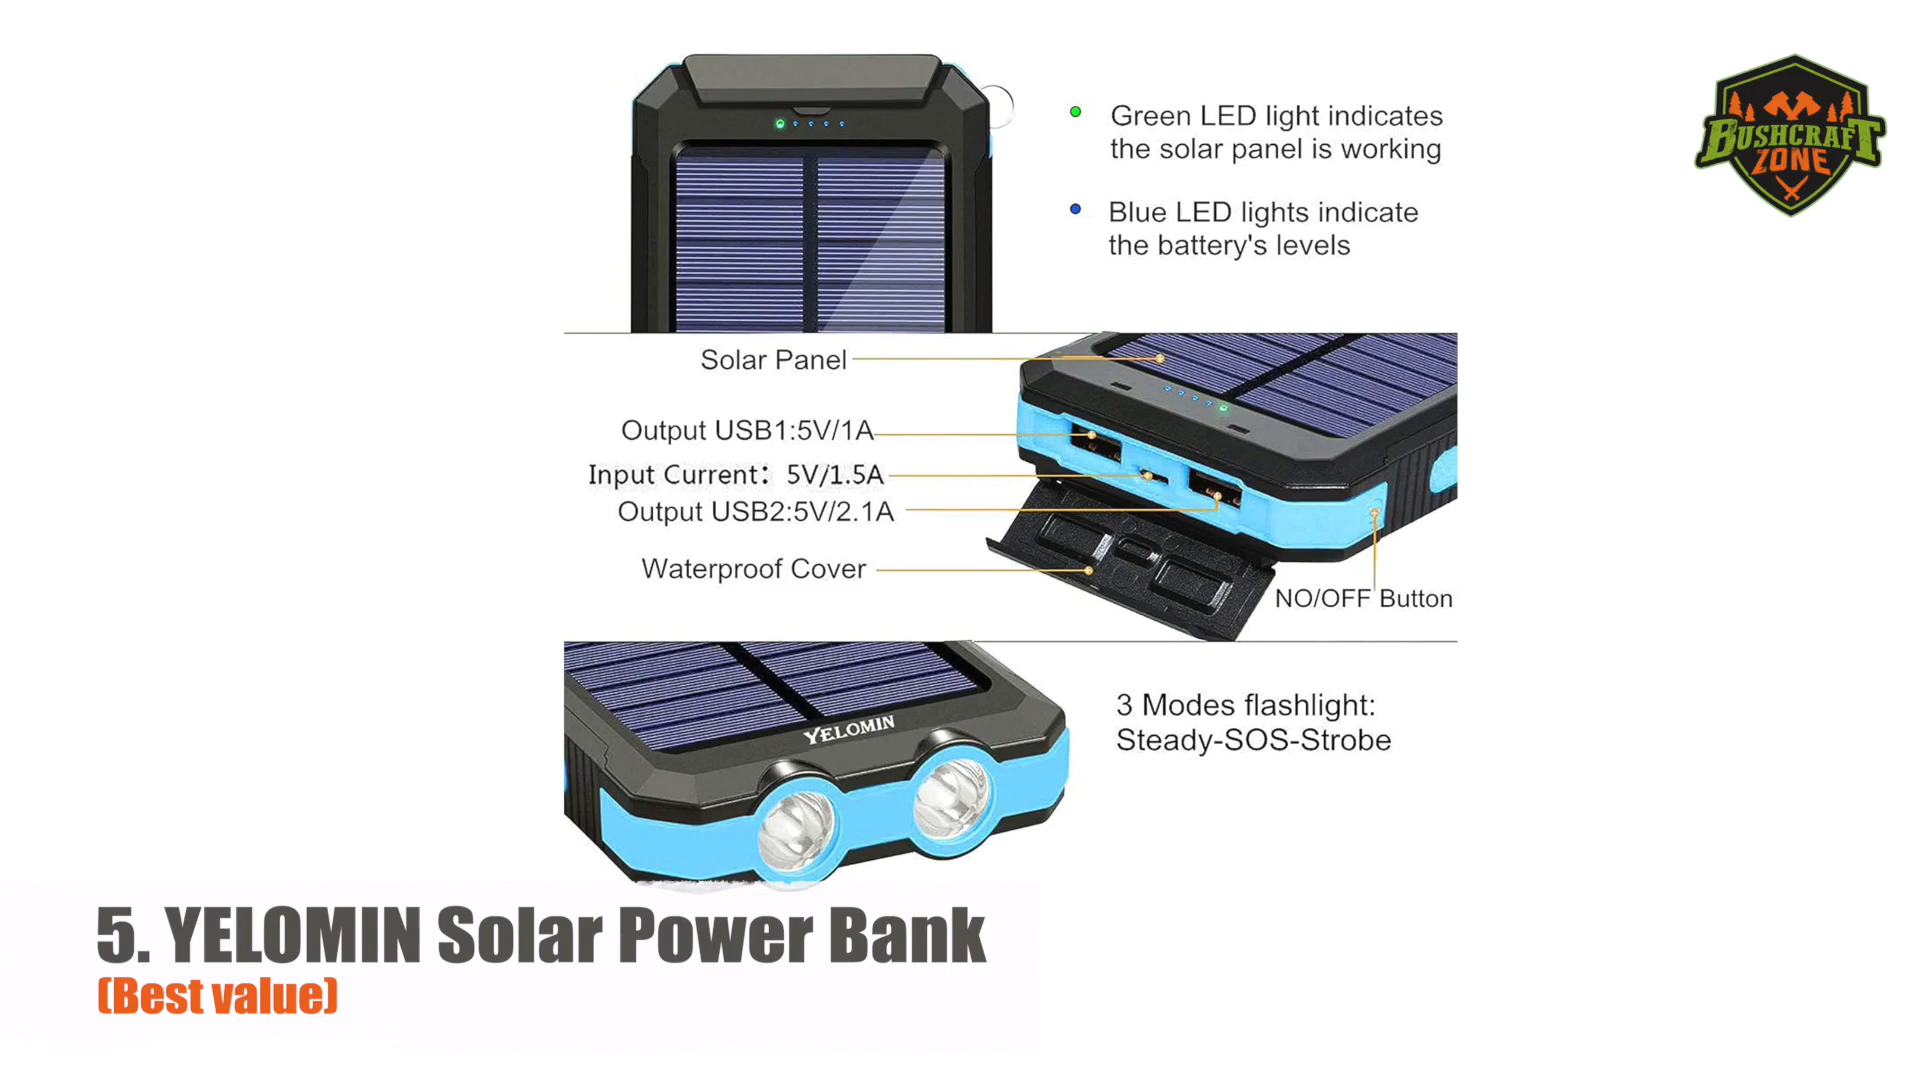 Green LED light indicates
the solar panel is working
Blue LED lights indicate
the battery's levels
BUSHCRAFT
ZONE
Solar Panel
Output USB1:5V/1A
Input Current: 5V/1.5A
Output USB2:5V/2.1A
Waterproof Cover
NO/OFF Button
YELOMIN
3 Modes flashlight:
Steady-SOS-Strobe
5. YELOMIN Solar Power Bank
(Best value)